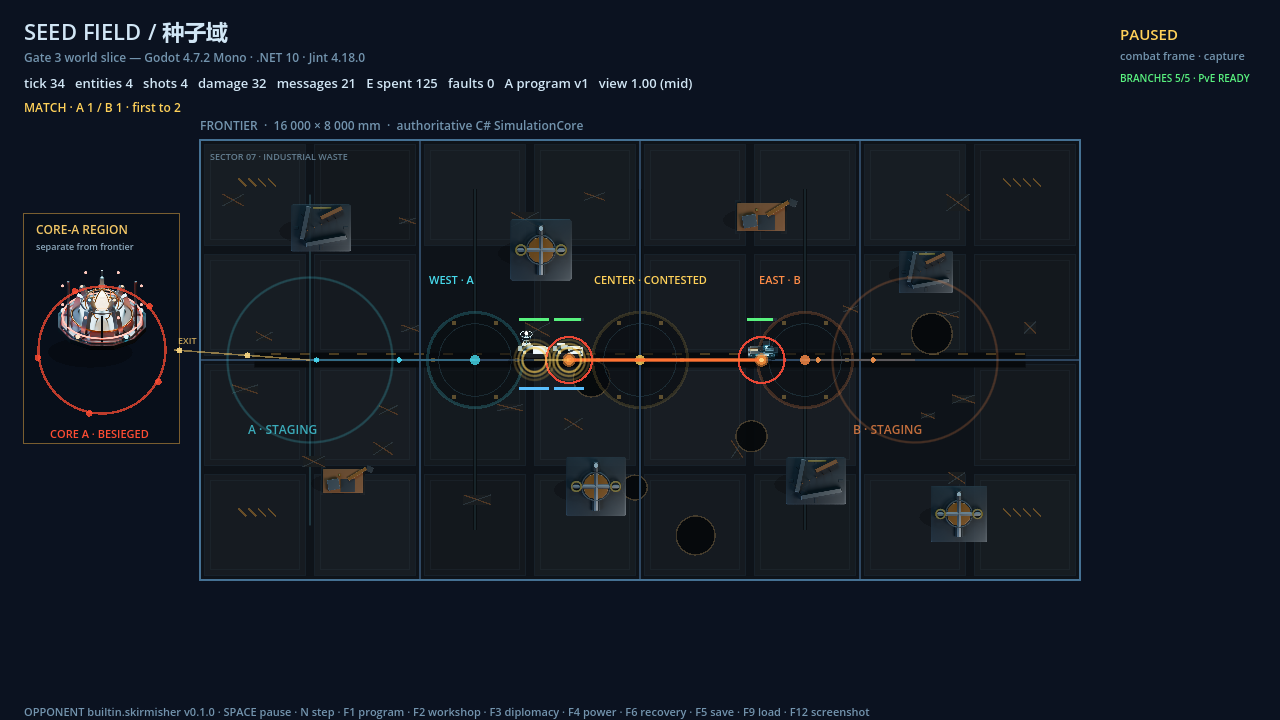 SEED FIELD / 种子域
Gate 3 world slice — Godot 4.7.2 Mono · .NET 10 · Jint 4.18.0
tick 34 entities 4 shots 4 damage 32 messages 21 E spent 125 faults 0 A program v1 view 1.00 (mid)
MATCH · A 1 / B 1 · first to 2
PAUSED
combat frame · capture
BRANCHES 5/5 · PvE READY
FRONTIER · 16 000 × 8 000 mm · authoritative C# SimulationCore
SECTOR 07 · INDUSTRIAL WASTE
CORE-A REGION
separate from frontier
WEST · A
CENTER · CONTESTED
EAST · B
EXIT
A · STAGING
B · STAGING
CORE A · BESIEGED
OPPONENT builtin.skirmisher v0.1.0 · SPACE pause · N step · F1 program · F2 workshop · F3 diplomacy · F4 power · F6 recovery · F5 save · F9 load · F12 screenshot